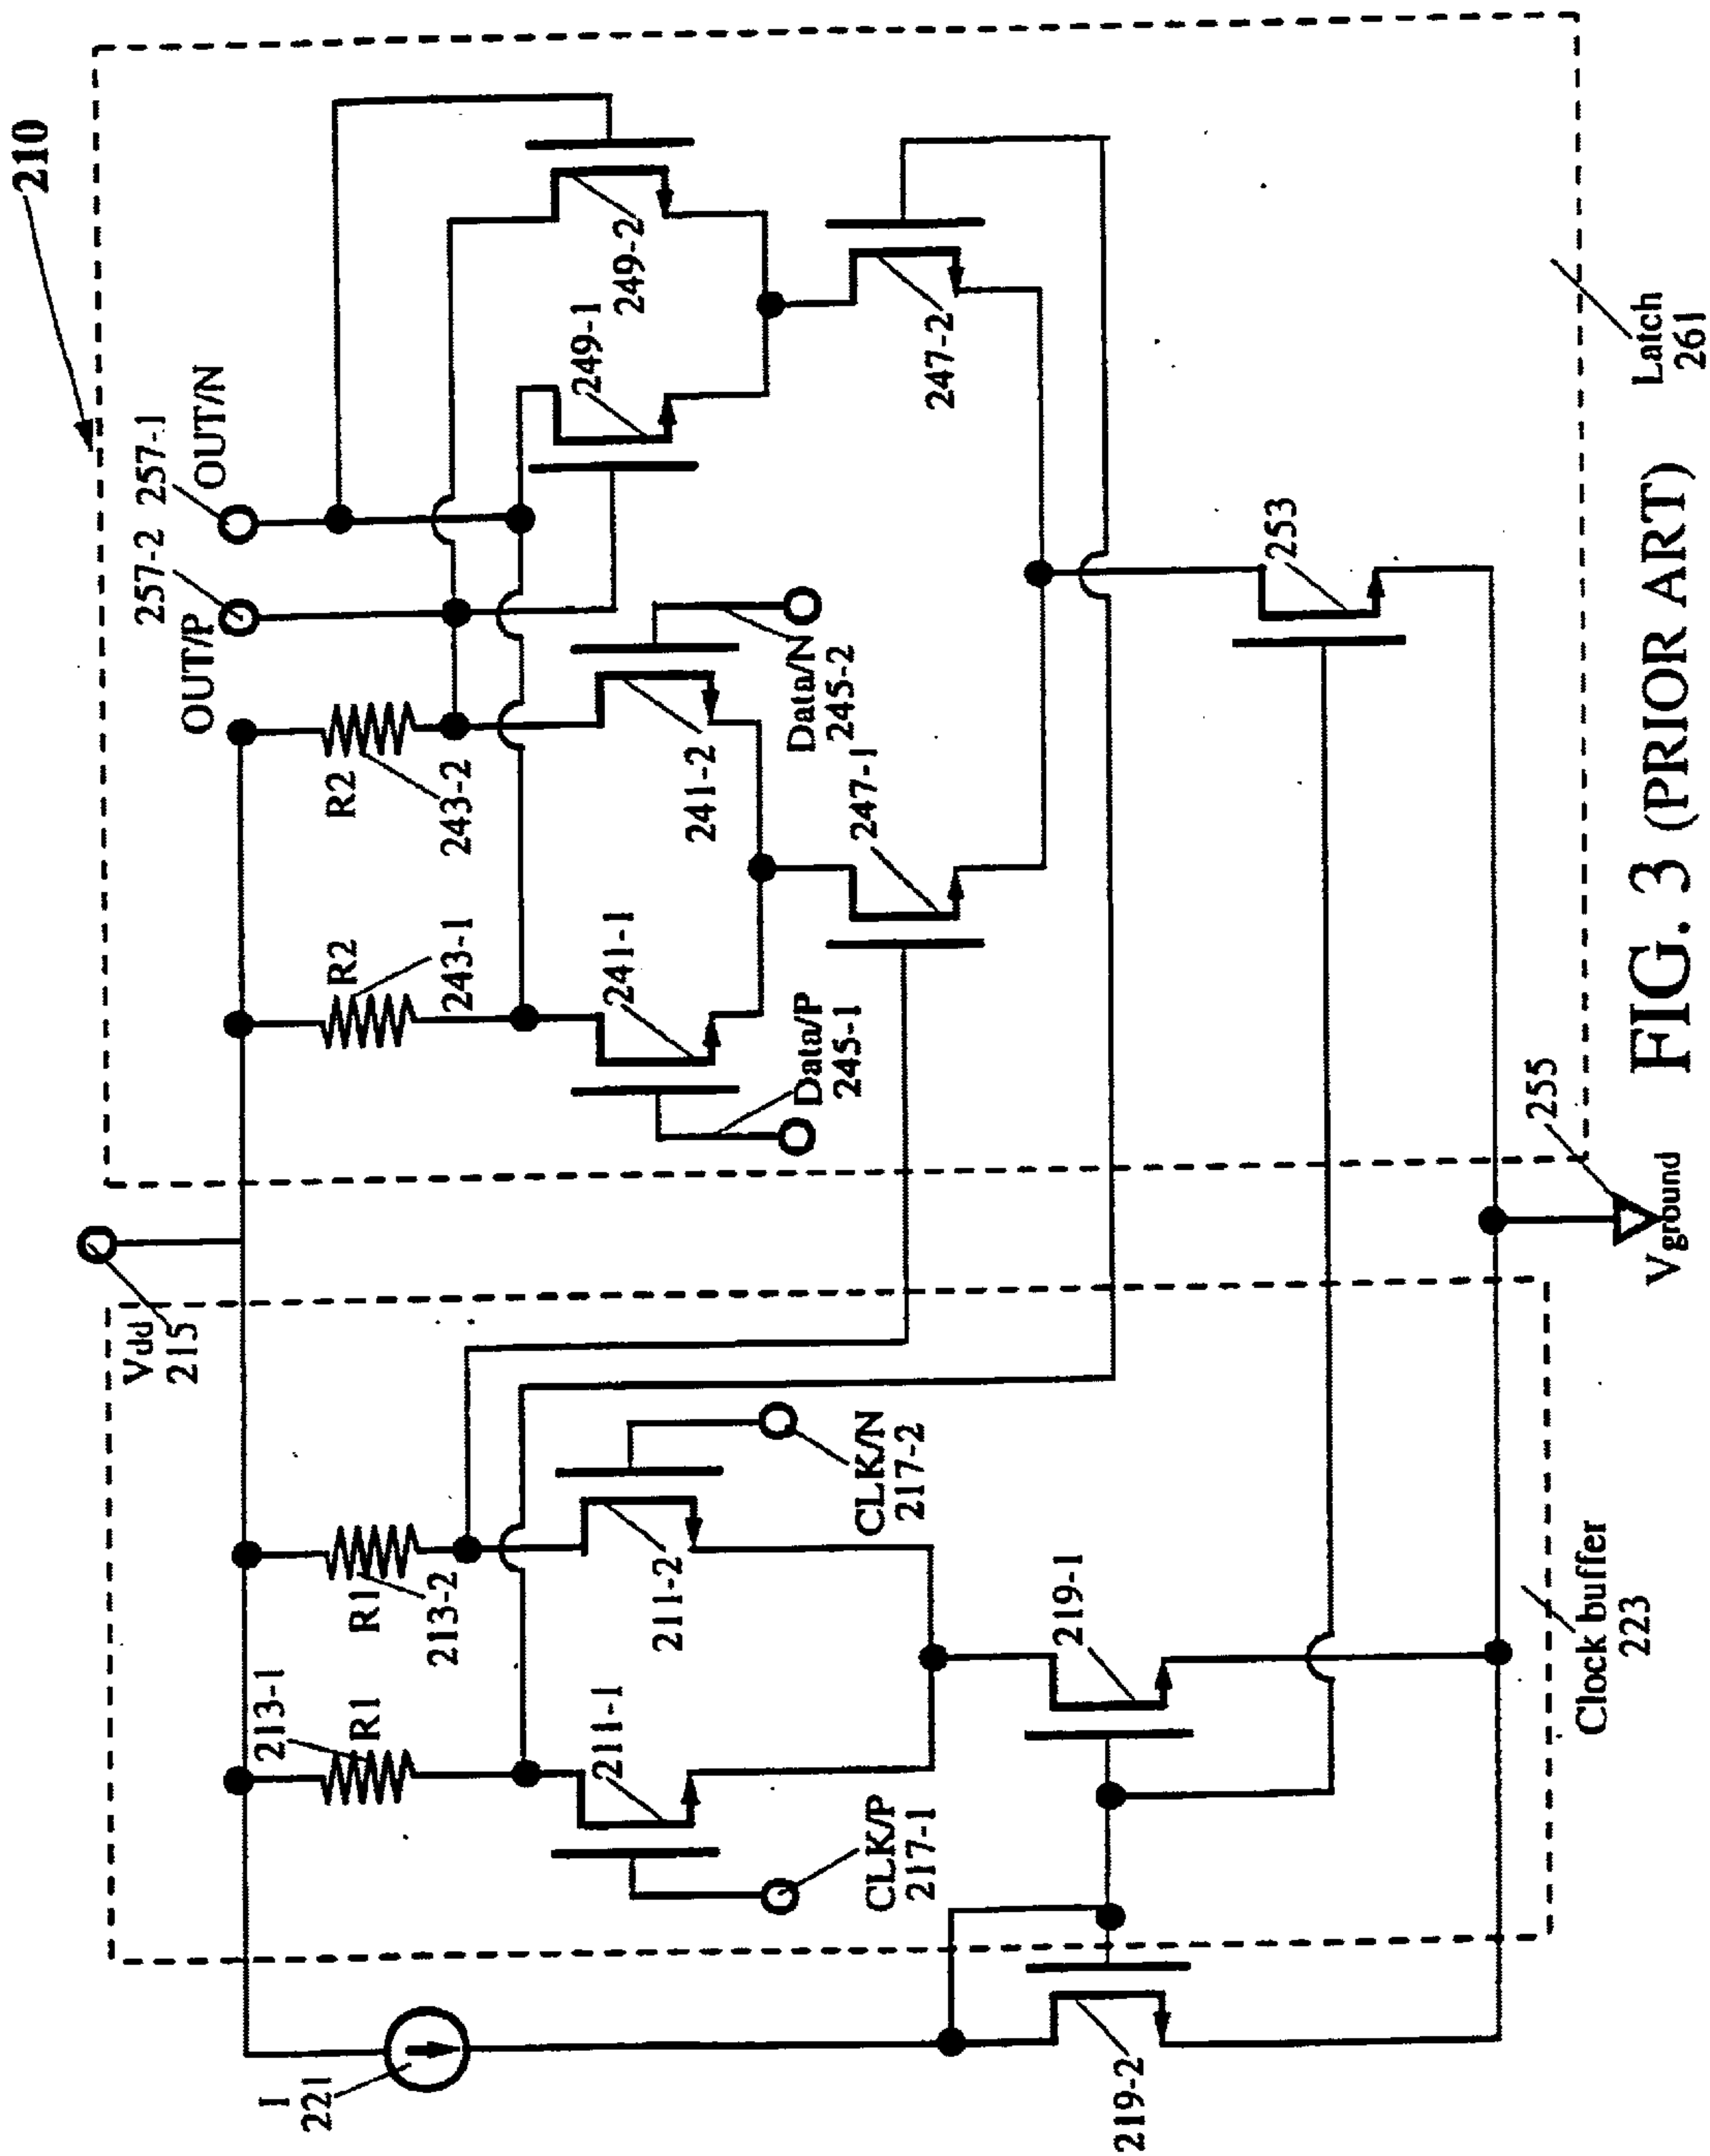 210
I
221
Vdd
215
OUT/P
257-2
257-1
OUT/N
213-1
R1
R1
213-2
R2
243-1
R2
243-2
211-1
211-2
241-1
241-2
249-1
249-2
CLK/P
217-1
CLK/N
217-2
Data/P
245-1
Data/N
245-2
247-1
247-2
219-2
219-1
253
Clock buffer
223
Vground
255
Latch
261
FIG. 3 (PRIOR ART)